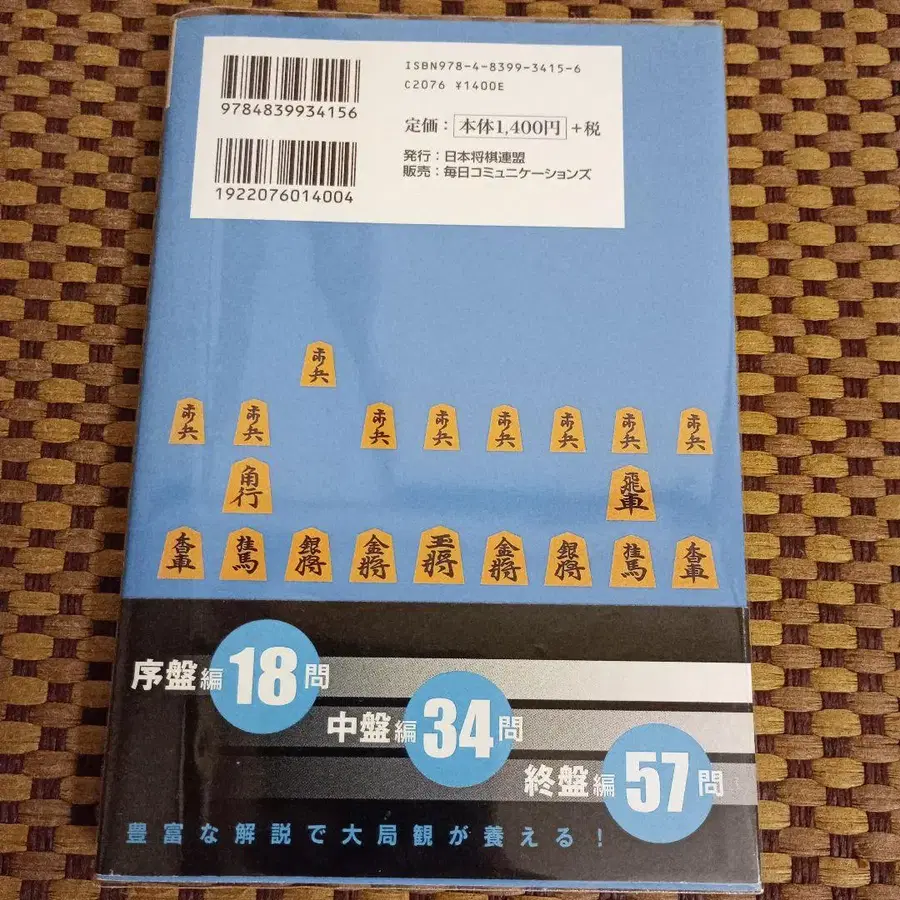 ISBN978-4-8399-3415-6
C2076 ¥1400E
9784839934156
定価：本体1,400円+税
発行：日本将棋連盟
販売：毎日コミュニケーションズ
1922076014004
歩兵
歩兵 歩兵 歩兵 歩兵 歩兵 歩兵 歩兵 歩兵
角行 飛車
香車 桂馬 銀将 金将 玉将 金将 銀将 桂馬 香車
序盤編18問
中盤編34問
終盤編57問
豊富な解説で大局観が養える！